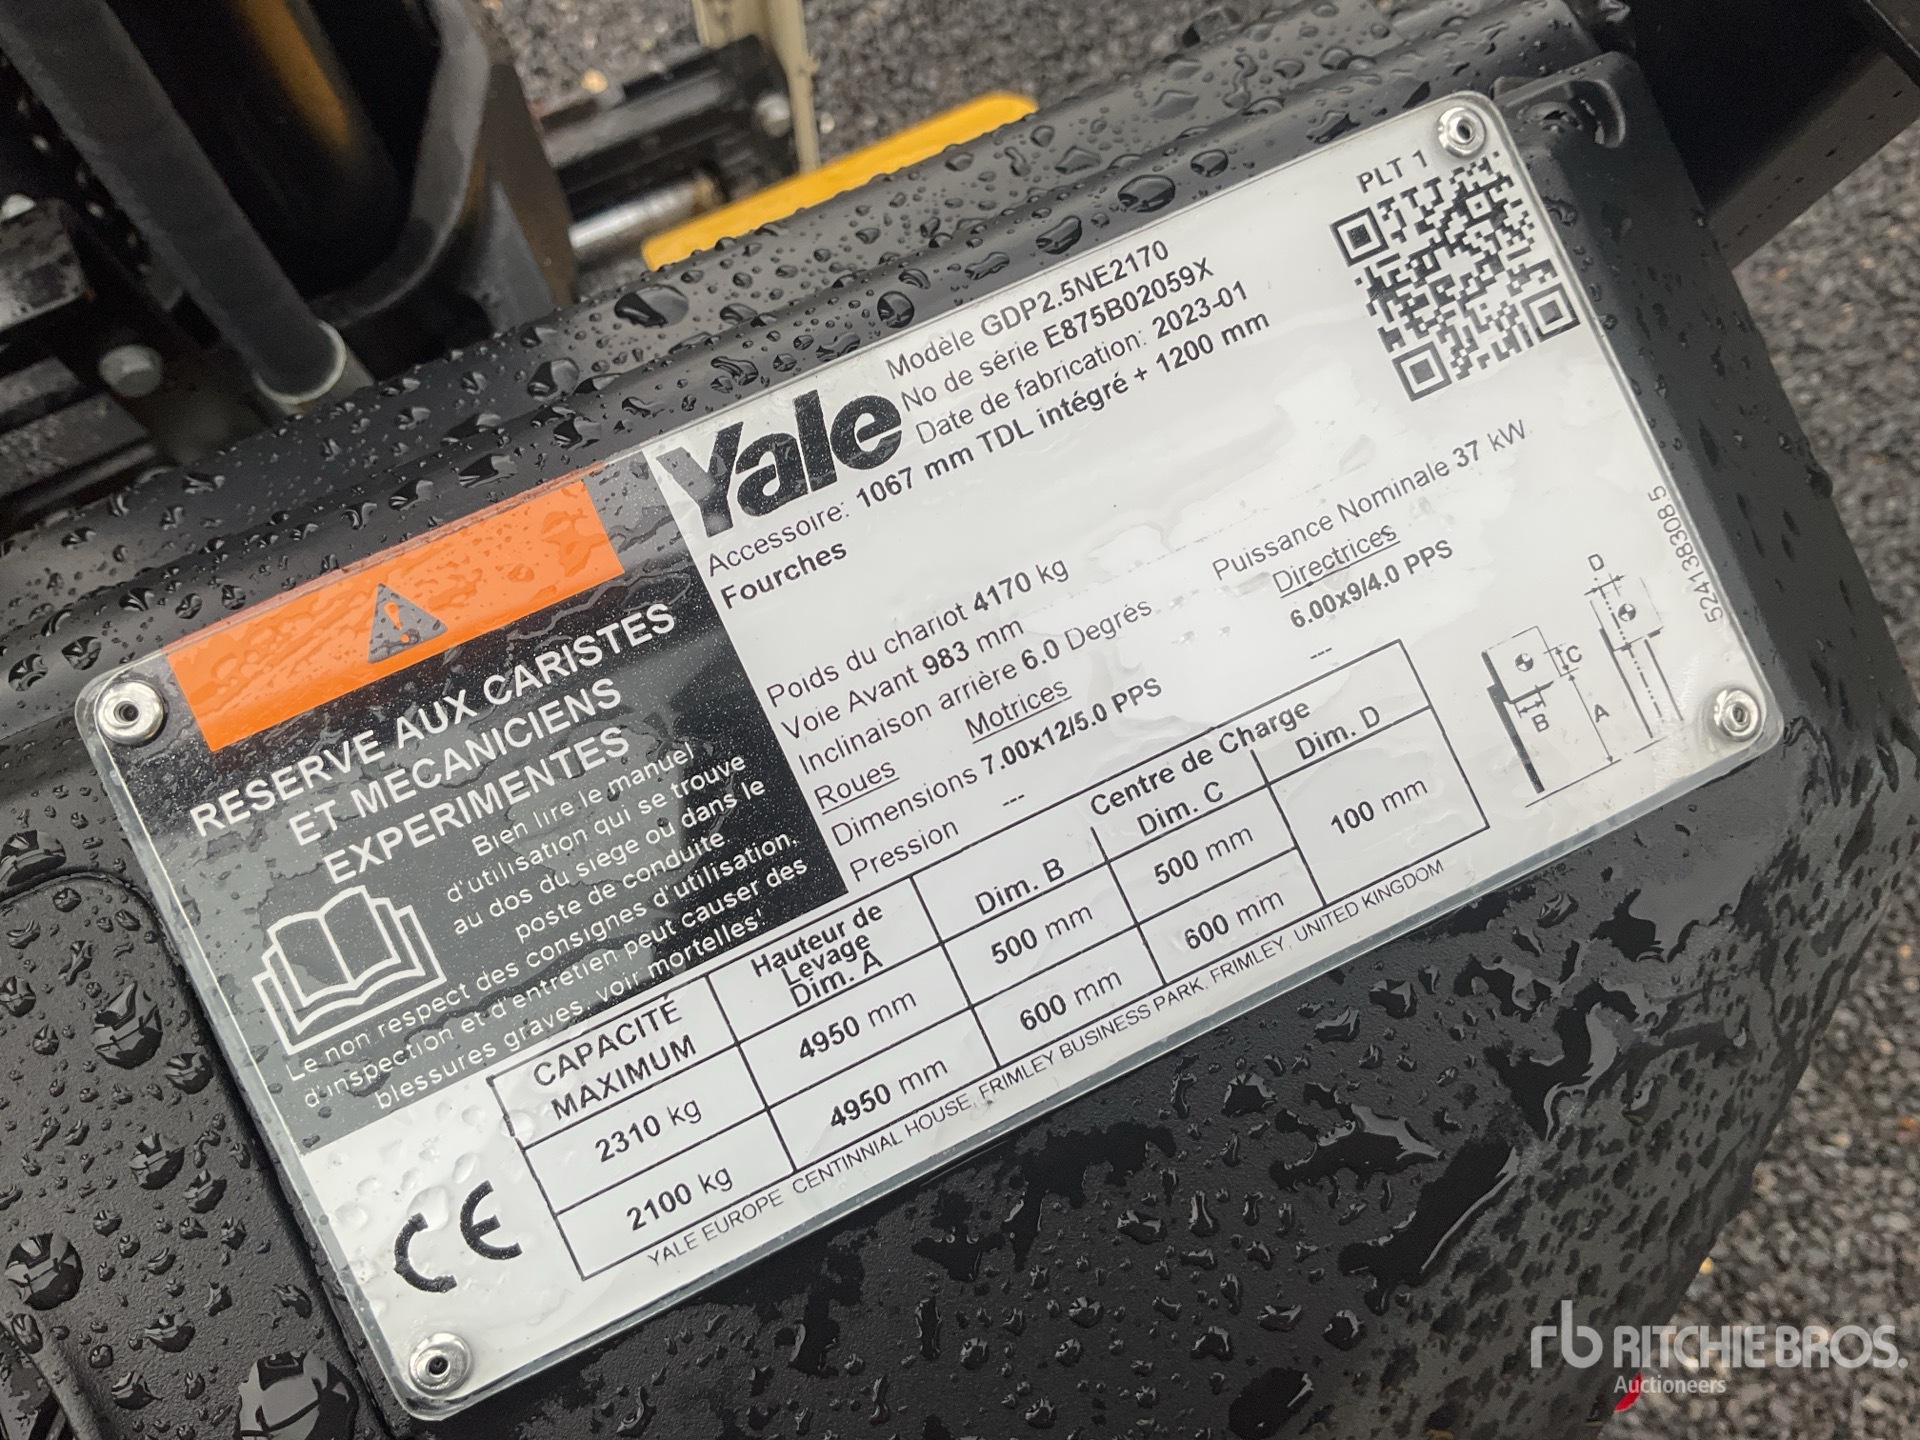 PLT 1
Yale
Modèle GDP2.5NE2170
No de série E875B02059X
Date de fabrication: 2023-01
Accessoire: 1067 mm TDL intégré + 1200 mm
Fourches
Poids du chariot 4170 kg
Puissance Nominale 37 kW
Voie Avant 983 mm
Inclinaison arrière 6.0 Degrès
Roues Motrices Directrices
Dimensions 7.00x12/5.0 PPS 6.00x9/4.0 PPS
Pression --- ---
RESERVE AUX CARISTES
ET MECANICIENS
EXPERIMENTES
Bien lire le manuel
d'utilisation qui se trouve
au dos du siege ou dans le
poste de conduite.
Le non respect des consignes d'utilisation,
d'inspection et d'entretien peut causer des
blessures graves, voir mortelles!
CAPACITÉ
MAXIMUM
Hauteur de
Levage
Dim. A
Centre de Charge
Dim. B Dim. C Dim. D
2310 kg 4950 mm 500 mm 500 mm 100 mm
2100 kg 4950 mm 600 mm 600 mm
YALE EUROPE CENTINNIAL HOUSE, FRIMLEY BUSINESS PARK, FRIMLEY, UNITED KINGDOM
CE
D
C
B
A
524138308.5
rb RITCHIE BROS.
Auctioneers